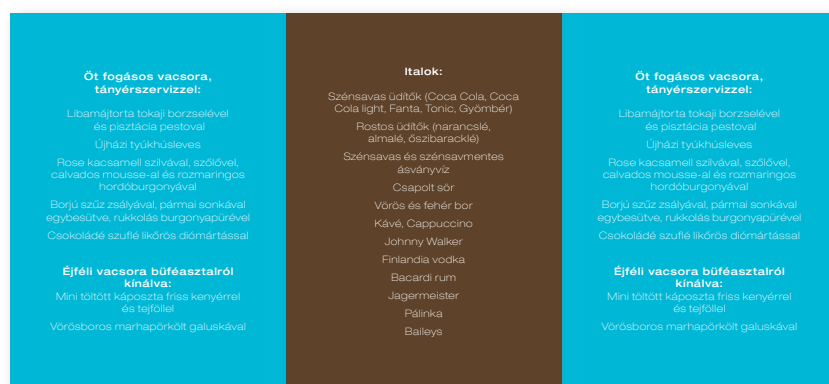 Öt fogásos vacsora,
tányérszervizzel:
Libamájtorta tokaji borzselével
és pisztácia pestoval
Újházi tyúkhúsleves
Rose kacsamell szilvával, szőlővel,
calvados mousse-al és rozmaringos
hordóburgonyával
Borjú szűz zsályával, pármai sonkával
egybesütve, rukkolás burgonyapürével
Csokoládé szuflé likőrös diómártással
Éjféli vacsora büféasztalról
kínálva:
Mini töltött káposzta friss kenyérrel
és tejföllel
Vörösboros marhapörkölt galuskával
Italok:
Szénsavas üdítők (Coca Cola, Coca
Cola light, Fanta, Tonic, Gyömbér)
Rostos üdítők (narancslé,
almalé, őszibaracklé)
Szénsavas és szénsavmentes
ásványvíz
Csapolt sör
Vörös és fehér bor
Kávé, Cappuccino
Johnny Walker
Finlandia vodka
Bacardi rum
Jagermeister
Pálinka
Baileys
Öt fogásos vacsora,
tányérszervizzel:
Libamájtorta tokaji borzselével
és pisztácia pestoval
Újházi tyúkhúsleves
Rose kacsamell szilvával, szőlővel,
calvados mousse-al és rozmaringos
hordóburgonyával
Borjú szűz zsályával, pármai sonkával
egybesütve, rukkolás burgonyapürével
Csokoládé szuflé likőrös diómártással
Éjféli vacsora büféasztalról
kínálva:
Mini töltött káposzta friss kenyérrel
és tejföllel
Vörösboros marhapörkölt galuskával